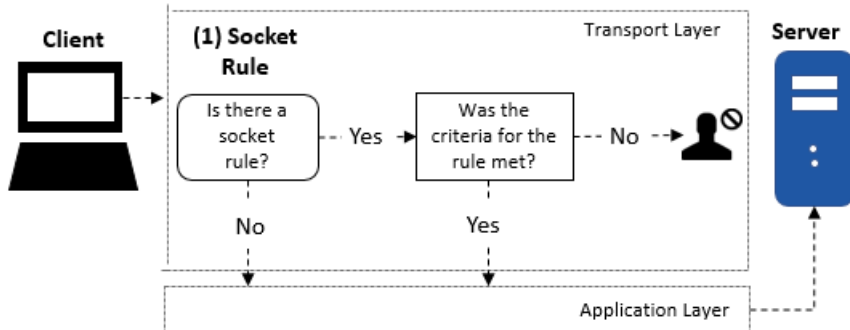 Client
(1) Socket
Rule
Transport Layer
Server
Is there a
socket
rule?
Yes
Was the
criteria for the
rule met?
No
No
Yes
Application Layer